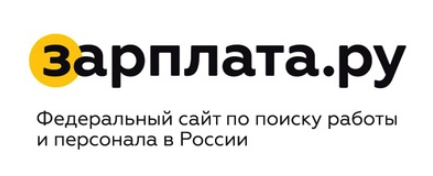 зарплата.ру
Федеральный сайт по поиску работы
и персонала в России